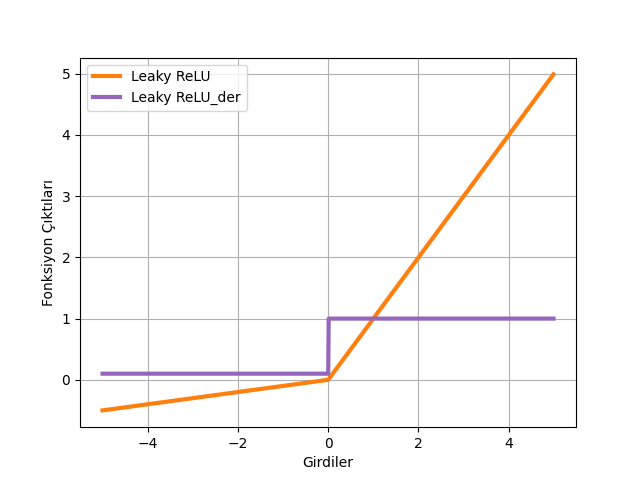 Leaky ReLU
Leaky ReLU_der
5
4
3
2
1
0
Fonksiyon Çıktıları
−4
−2
0
2
4
Girdiler